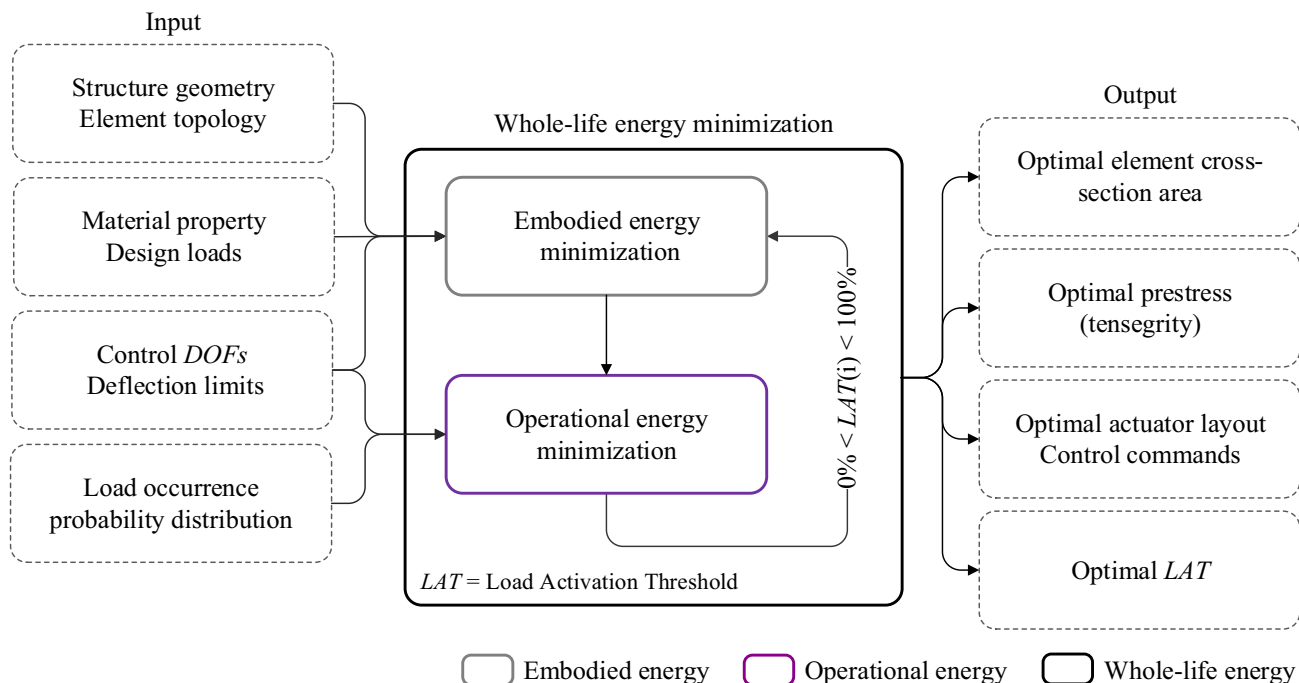 Input
Structure geometry
Element topology
Material property
Design loads
Control DOFs
Deflection limits
Load occurrence
probability distribution
Whole-life energy minimization
Embodied energy
minimization
Operational energy
minimization
0% < LAT(i) < 100%
LAT = Load Activation Threshold
Output
Optimal element cross-
section area
Optimal prestress
(tensegrity)
Optimal actuator layout
Control commands
Optimal LAT
Embodied energy
Operational energy
Whole-life energy